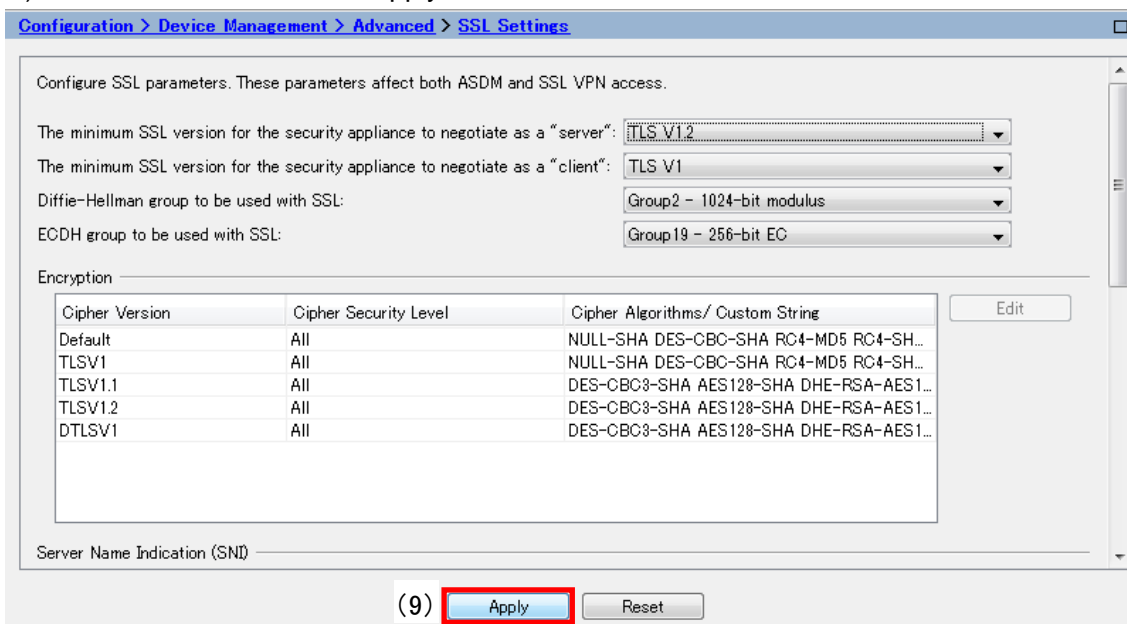 Configuration > Device Management > Advanced > SSL Settings
Configure SSL parameters. These parameters affect both ASDM and SSL VPN access.
The minimum SSL version for the security appliance to negotiate as a "server": TLS V1.2
The minimum SSL version for the security appliance to negotiate as a "client": TLS V1
Diffie-Hellman group to be used with SSL: Group2 - 1024-bit modulus
ECDH group to be used with SSL: Group19 - 256-bit EC
Encryption
Cipher Version Cipher Security Level Cipher Algorithms/ Custom String Edit
Default All NULL-SHA DES-CBC-SHA RC4-MD5 RC4-SH...
TLSV1 All NULL-SHA DES-CBC-SHA RC4-MD5 RC4-SH...
TLSV1.1 All DES-CBC3-SHA AES128-SHA DHE-RSA-AES1...
TLSV1.2 All DES-CBC3-SHA AES128-SHA DHE-RSA-AES1...
DTLSV1 All DES-CBC3-SHA AES128-SHA DHE-RSA-AES1...
Server Name Indication (SNI)
(9) Apply Reset